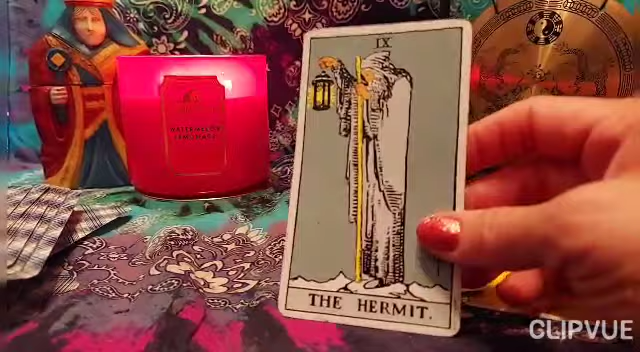 IX
WATERMELON
LEMONADE
THE HERMIT.
CLIPVUE